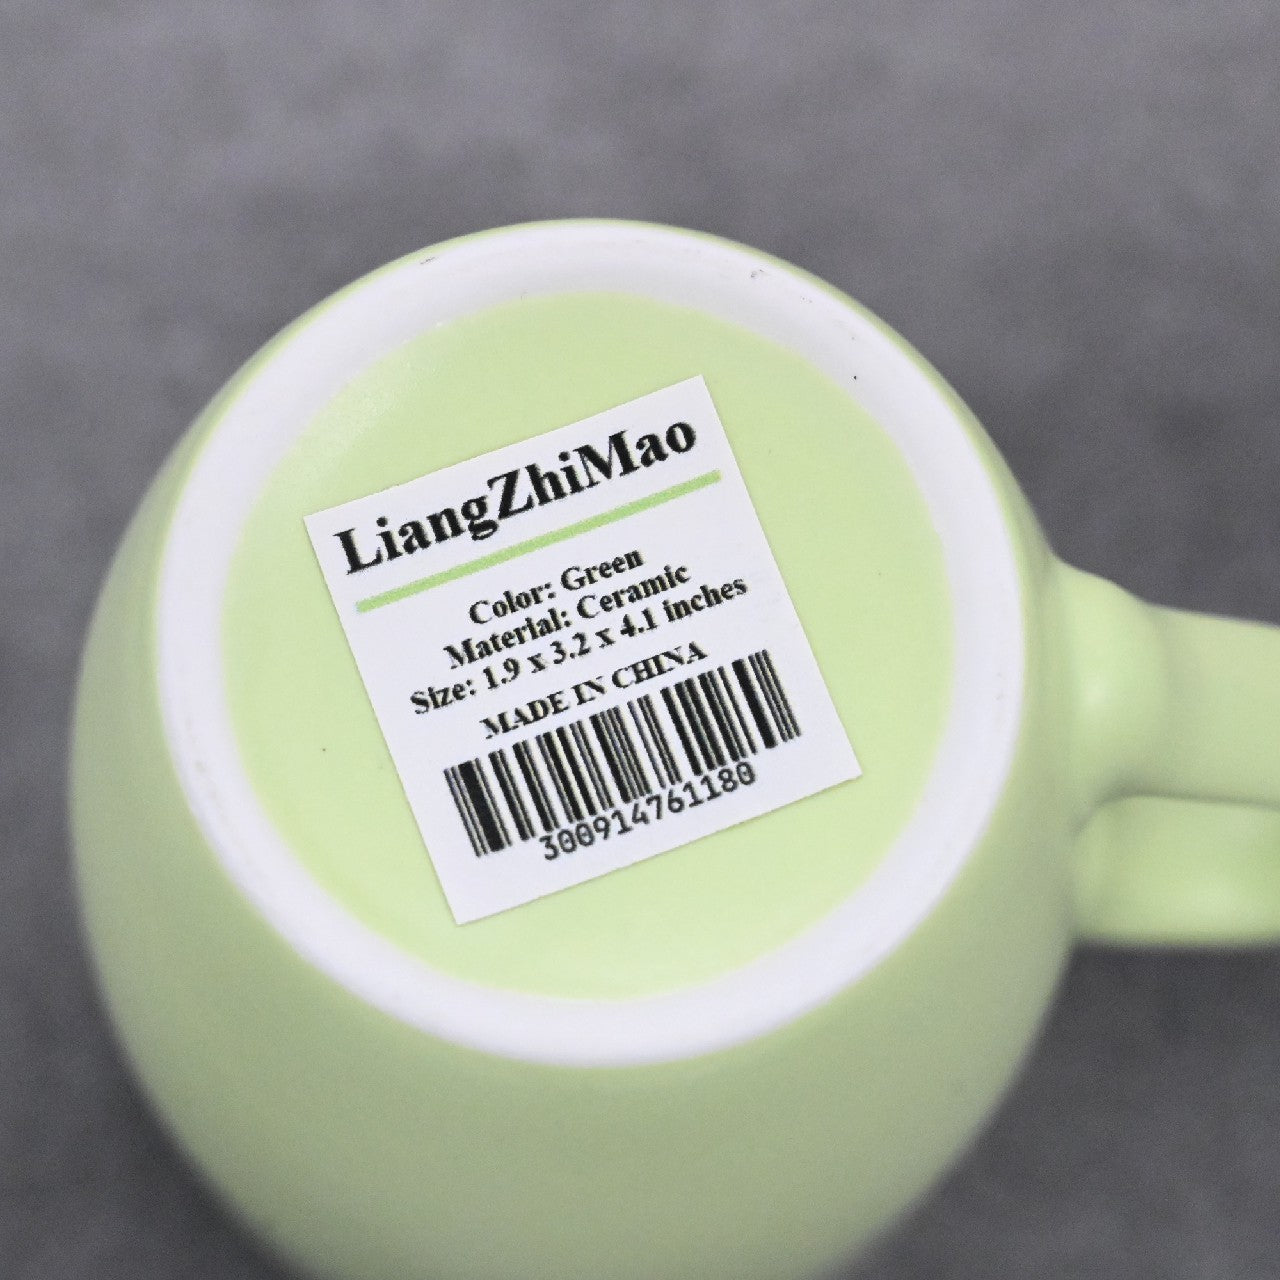 LiangZhiMao
Color: Green
Material: Ceramic
Size: 1.9 x 3.2 x 4.1 inches
MADE IN CHINA
300914761180